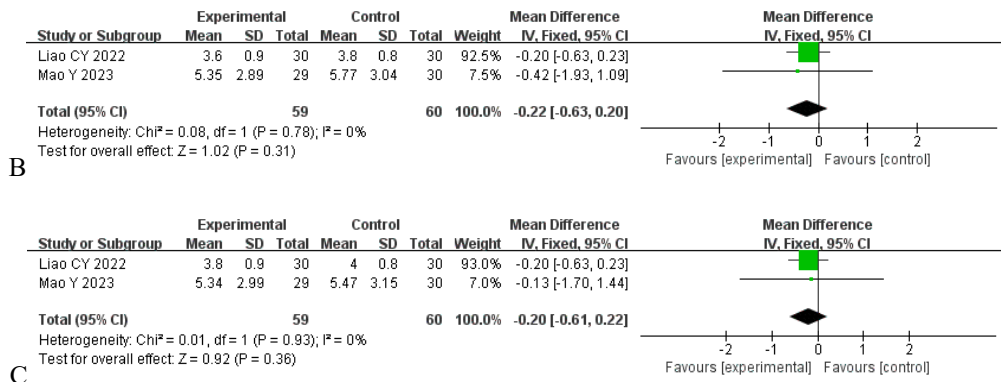 Experimental Control Mean Difference Mean Difference
Study or Subgroup Mean SD Total Mean SD Total Weight IV, Fixed, 95% CI IV, Fixed, 95% CI
Liao CY 2022 3.6 0.9 30 3.8 0.8 30 92.5% -0.20 [-0.63, 0.23]
Mao Y 2023 5.35 2.89 29 5.77 3.04 30 7.5% -0.42 [-1.93, 1.09]
Total (95% CI) 59 60 100.0% -0.22 [-0.63, 0.20]
Heterogeneity: Chi² = 0.08, df = 1 (P = 0.78); I² = 0%
Test for overall effect: Z = 1.02 (P = 0.31)
-2 -1 0 1 2
Favours [experimental] Favours [control]
B
Experimental Control Mean Difference Mean Difference
Study or Subgroup Mean SD Total Mean SD Total Weight IV, Fixed, 95% CI IV, Fixed, 95% CI
Liao CY 2022 3.8 0.9 30 4 0.8 30 93.0% -0.20 [-0.63, 0.23]
Mao Y 2023 5.34 2.99 29 5.47 3.15 30 7.0% -0.13 [-1.70, 1.44]
Total (95% CI) 59 60 100.0% -0.20 [-0.61, 0.22]
Heterogeneity: Chi² = 0.01, df = 1 (P = 0.93); I² = 0%
Test for overall effect: Z = 0.92 (P = 0.36)
-2 -1 0 1 2
Favours [experimental] Favours [control]
C